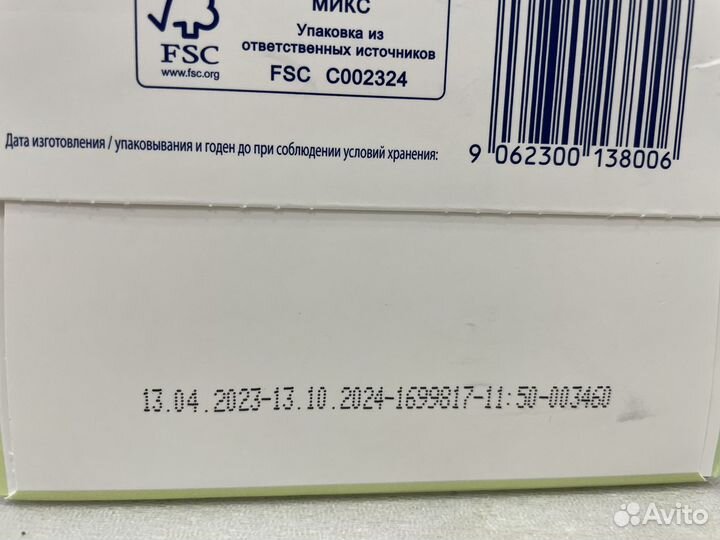 FSC
www.fsc.org
МИКС
Упаковка из
ответственных источников
FSC C002324
Дата изготовления / упаковывания и годен до при соблюдении условий хранения:
9 062300 138006
13.04.2023-13.10.2024-1699817-11:50-003460
Avito